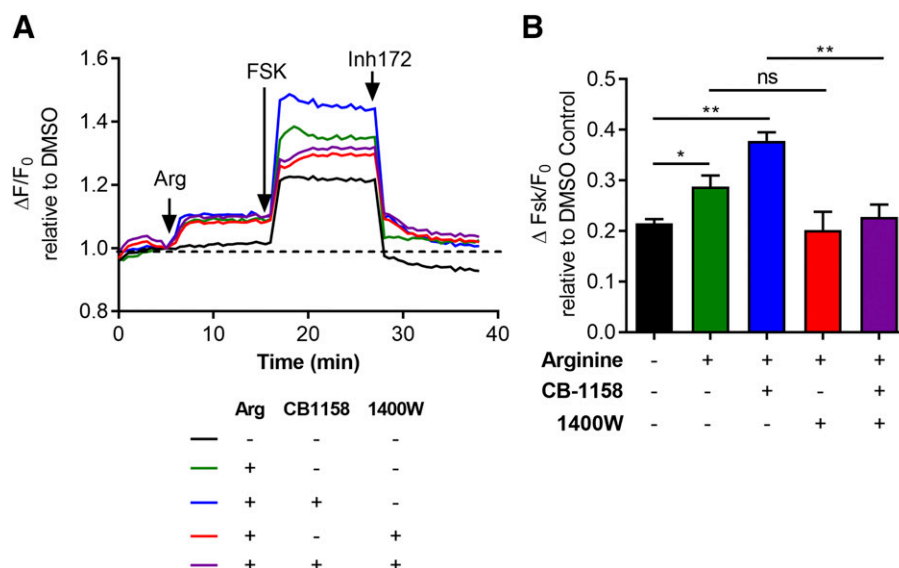 A
ΔF/F0
relative to DMSO
1.6
1.4
1.2
1.0
0.8
Arg
FSK
Inh172
0 10 20 30 40
Time (min)
Arg CB1158 1400W
- - -
+ - -
+ + -
+ - +
+ + +
B
Δ Fsk/F0
relative to DMSO Control
0.5
0.4
0.3
0.2
0.1
0.0
**
ns
**
*
Arginine - + + + +
CB-1158 - - + - +
1400W - - - + +